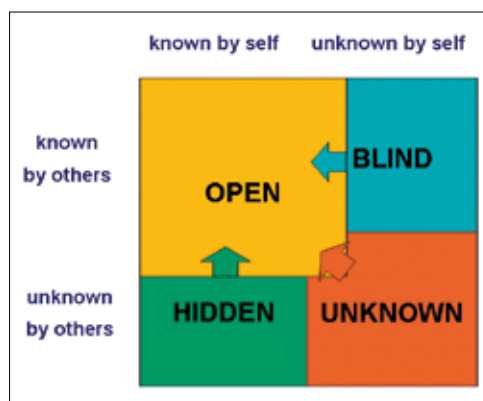 known by self unknown by self
known
by others
BLIND
OPEN
unknown
by others
HIDDEN UNKNOWN